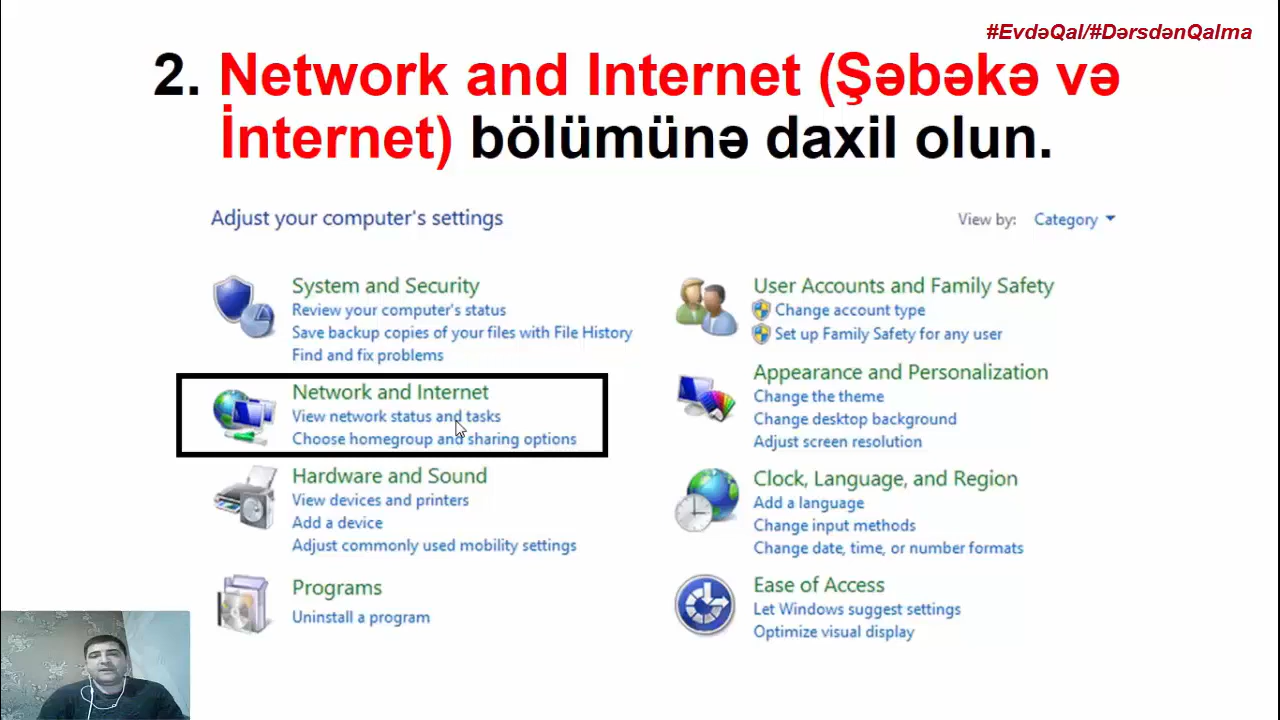 #EvdəQal/#DərsdənQalma
2. Network and Internet (Şəbəkə və
İnternet) bölümünə daxil olun.
Adjust your computer's settings
View by: Category
System and Security
Review your computer's status
Save backup copies of your files with File History
Find and fix problems
Network and Internet
View network status and tasks
Choose homegroup and sharing options
Hardware and Sound
View devices and printers
Add a device
Adjust commonly used mobility settings
Programs
Uninstall a program
User Accounts and Family Safety
Change account type
Set up Family Safety for any user
Appearance and Personalization
Change the theme
Change desktop background
Adjust screen resolution
Clock, Language, and Region
Add a language
Change input methods
Change date, time, or number formats
Ease of Access
Let Windows suggest settings
Optimize visual display